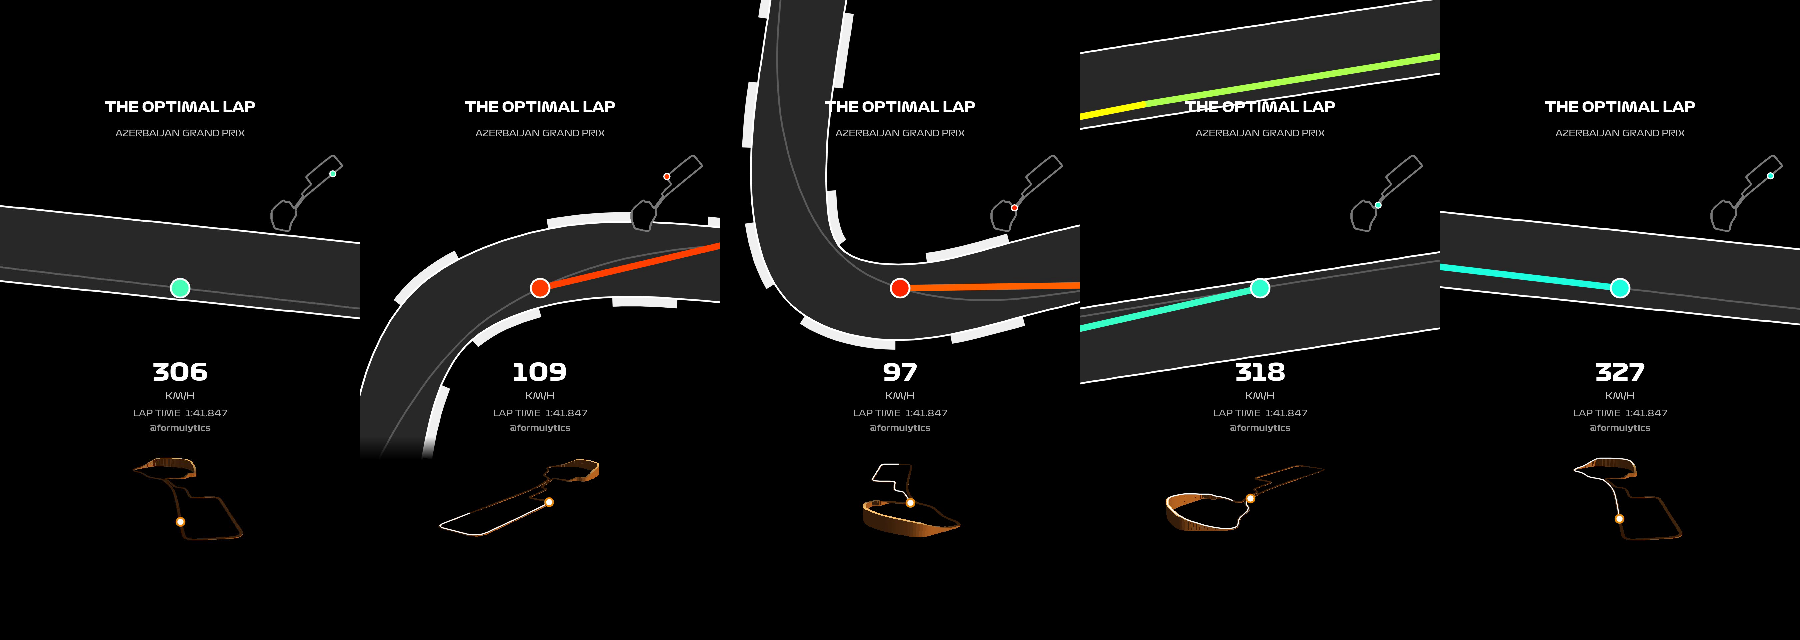 THE OPTIMAL LAP
AZERBAIJAN GRAND PRIX
306
KM/H
LAP TIME 1:41.847
@formulytics
THE OPTIMAL LAP
AZERBAIJAN GRAND PRIX
109
KM/H
LAP TIME 1:41.847
@formulytics
THE OPTIMAL LAP
AZERBAIJAN GRAND PRIX
97
KM/H
LAP TIME 1:41.847
@formulytics
THE OPTIMAL LAP
AZERBAIJAN GRAND PRIX
318
KM/H
LAP TIME 1:41.847
@formulytics
THE OPTIMAL LAP
AZERBAIJAN GRAND PRIX
327
KM/H
LAP TIME 1:41.847
@formulytics